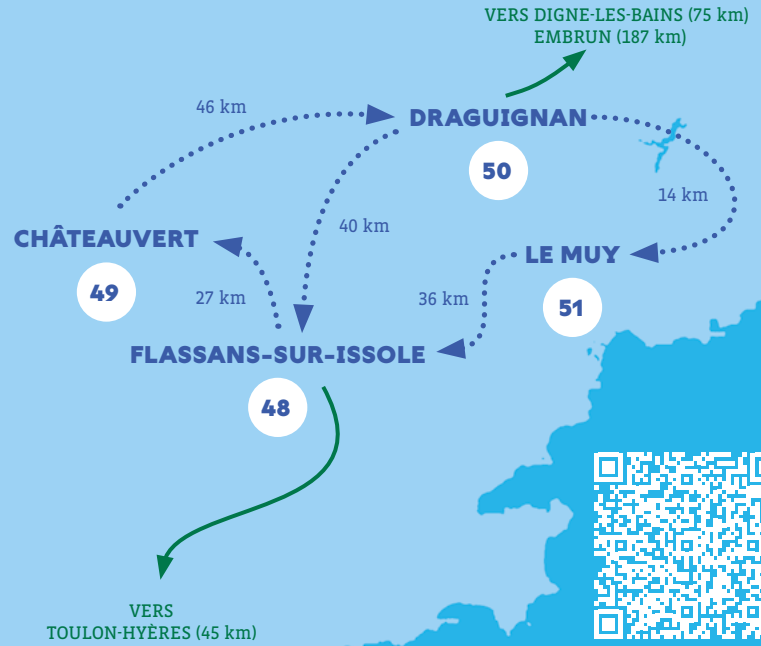 VERS DIGNE-LES-BAINS (75 km)
EMBRUN (187 km)
46 km
DRAGUIGNAN
50
14 km
40 km
CHÂTEAUVERT
49
LE MUY
51
27 km
36 km
FLASSANS-SUR-ISSOLE
48
VERS
TOULON-HYÈRES (45 km)